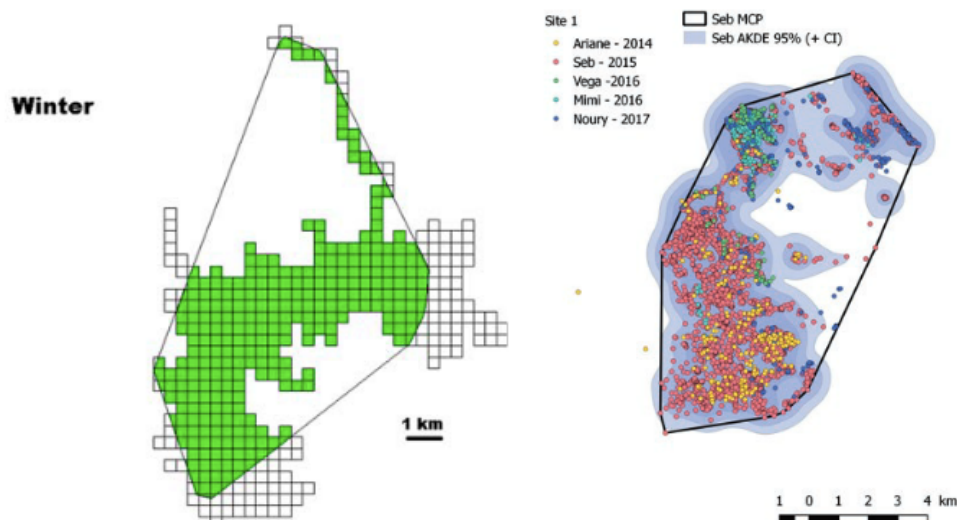 Winter
1 km
Site 1
Ariane - 2014
Seb - 2015
Vega -2016
Mimi - 2016
Noury - 2017
Seb MCP
Seb AKDE 95% (+ CI)
1 0 1 2 3 4 km